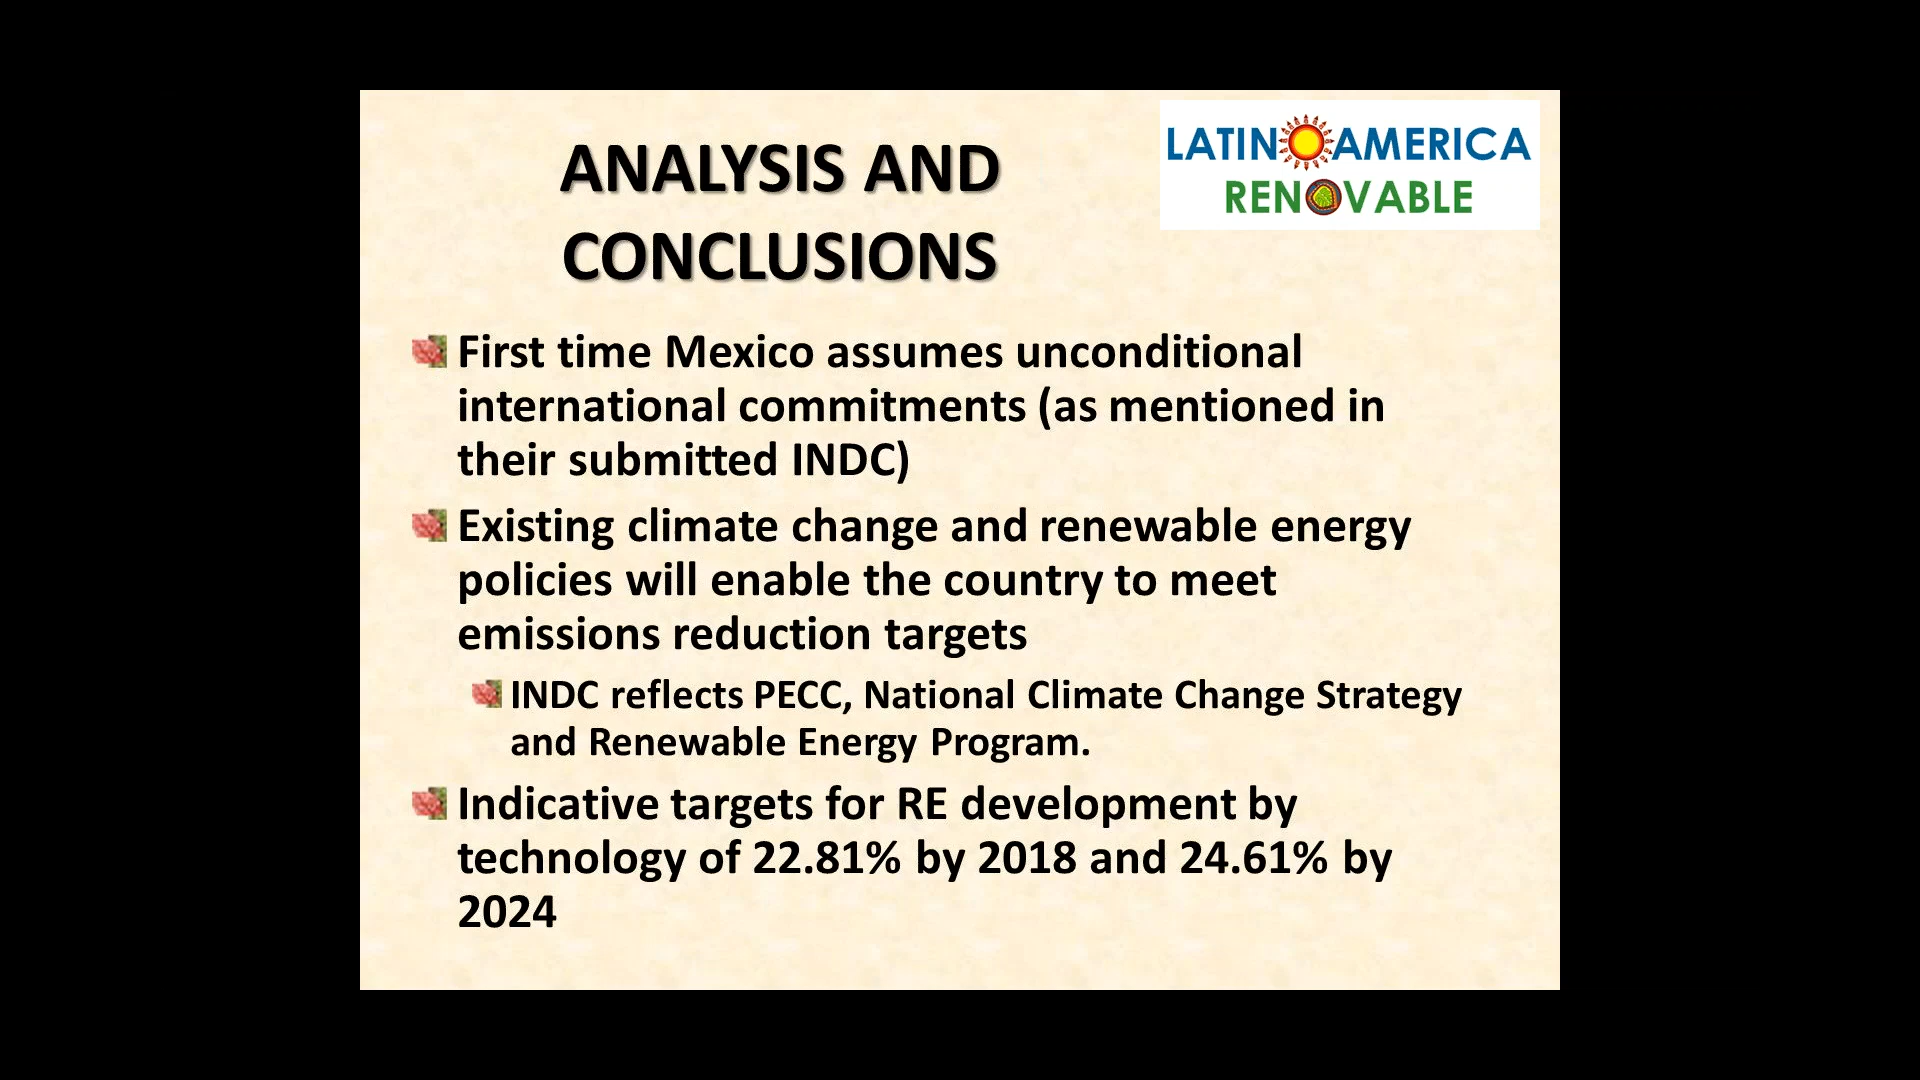 ANALYSIS AND
CONCLUSIONS
LATINOAMERICA
RENOVABLE
First time Mexico assumes unconditional
international commitments (as mentioned in
their submitted INDC)
Existing climate change and renewable energy
policies will enable the country to meet
emissions reduction targets
INDC reflects PECC, National Climate Change Strategy
and Renewable Energy Program.
Indicative targets for RE development by
technology of 22.81% by 2018 and 24.61% by
2024